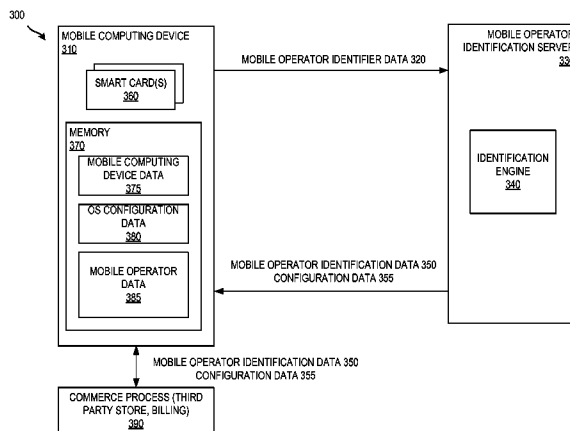 300
MOBILE COMPUTING DEVICE
310
SMART CARD(S)
360
MEMORY
370
MOBILE COMPUTING
DEVICE DATA
375
OS CONFIGURATION
DATA
380
MOBILE OPERATOR
DATA
385
MOBILE OPERATOR IDENTIFIER DATA 320
MOBILE OPERATOR
IDENTIFICATION SERVER
IDENTIFICATION
ENGINE
340
MOBILE OPERATOR IDENTIFICATION DATA 350
CONFIGURATION DATA 355
MOBILE OPERATOR IDENTIFICATION DATA 350
CONFIGURATION DATA 355
COMMERCE PROCESS (THIRD
PARTY STORE, BILLING)
390